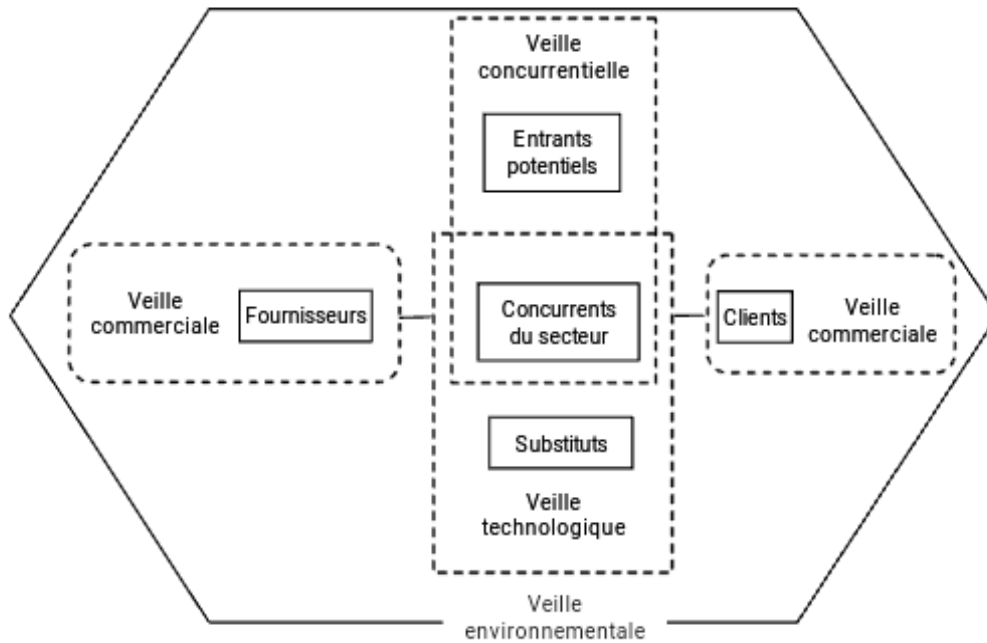 Veille
concurrentielle
Entrants
potentiels
Veille
commerciale
Fournisseurs
Concurrents
du secteur
Clients
Veille
commerciale
Substituts
Veille
technologique
Veille
environnementale